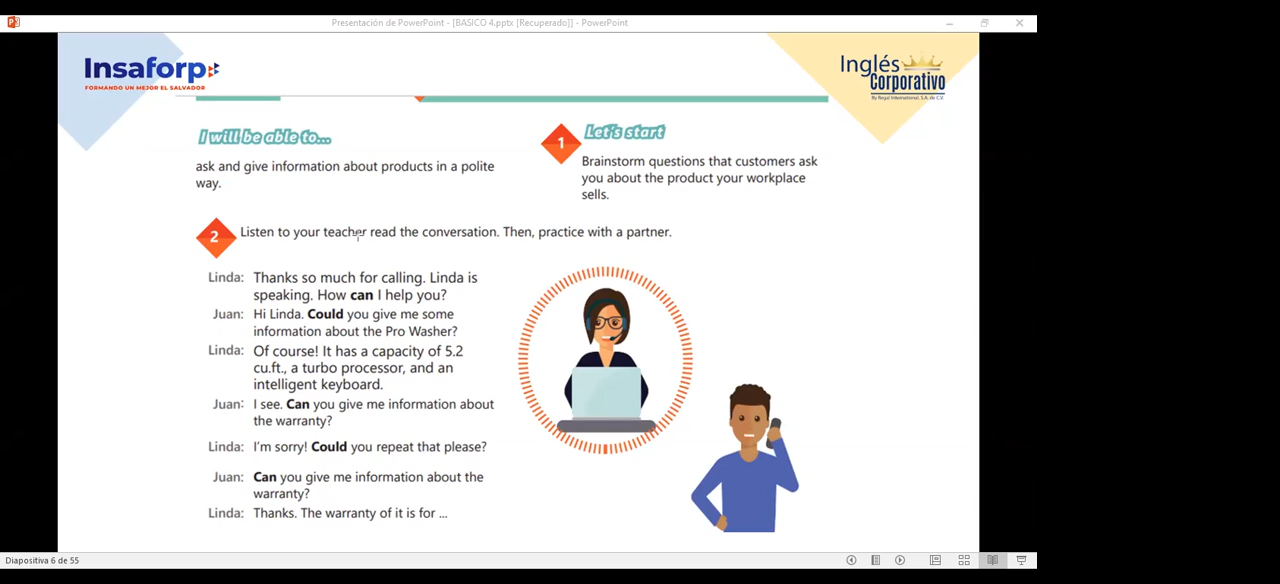 Presentación de PowerPoint - [BASICO 4.pptx [Recuperado]] - PowerPoint
Insaforp
FORMANDO UN MEJOR EL SALVADOR
Inglés
Corporativo
By Regal International, S.A. de C.V.
I will be able to...
ask and give information about products in a polite
way.
1
Let's start
Brainstorm questions that customers ask
you about the product your workplace
sells.
2
Listen to your teacher read the conversation. Then, practice with a partner.
Linda: Thanks so much for calling. Linda is
speaking. How can I help you?
Juan: Hi Linda. Could you give me some
information about the Pro Washer?
Linda: Of course! It has a capacity of 5.2
cu.ft., a turbo processor, and an
intelligent keyboard.
Juan: I see. Can you give me information about
the warranty?
Linda: I'm sorry! Could you repeat that please?
Juan: Can you give me information about the
warranty?
Linda: Thanks. The warranty of it is for ...
Diapositiva 6 de 55